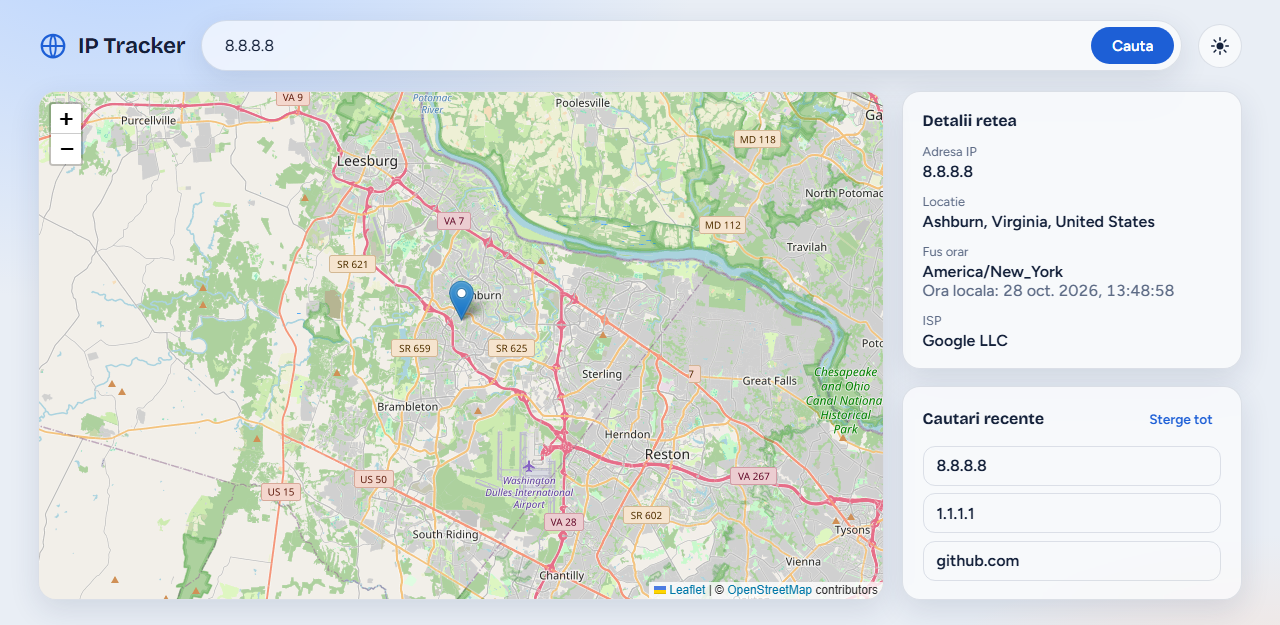 IP Tracker
8.8.8.8
Cauta
+
−
VA 9
Potomac
River
Poolesville
Purcellville
MD 118
Leesburg
North Potomac
VA 7
MD 112
Travilah
SR 621
SR 659
SR 625
Sterling
7
Great Falls
Chesapeake
and Ohio
Canal National
Historical
Park
Brambleton
Herndon
Reston
VA 267
US 50
US 15
Washington
Dulles International
Airport
SR 602
VA 28
Tysons
South Riding
Vienna
Chantilly
Leaflet | © OpenStreetMap contributors
Detalii retea
Adresa IP
8.8.8.8
Locatie
Ashburn, Virginia, United States
Fus orar
America/New_York
Ora locala: 28 oct. 2026, 13:48:58
ISP
Google LLC
Cautari recente
Sterge tot
8.8.8.8
1.1.1.1
github.com